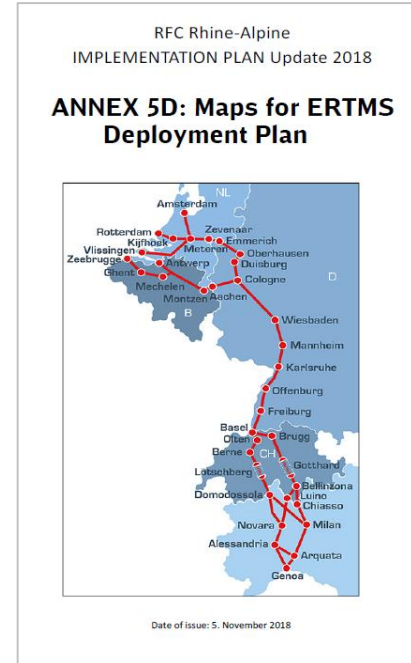 RFC Rhine-Alpine
IMPLEMENTATION PLAN Update 2018
ANNEX 5D: Maps for ERTMS
Deployment Plan
NL
Amsterdam
Rotterdam
Zevenaar
Kijfhoek
Emmerich
Vlissingen
Meteren
Oberhausen
Zeebrugge
Antwerp
Duisburg
Ghent
Cologne
D
Mechelen
Aachen
Montzen
B
Wiesbaden
Mannheim
Karlsruhe
Offenburg
Freiburg
Basel
Olten
Brugg
Berne
CH
Gotthard
Lötschberg
Bellinzona
Domodossola
Luino
Chiasso
Novara
Milan
Alessandria
Arquata
Genoa
Date of issue: 5. November 2018